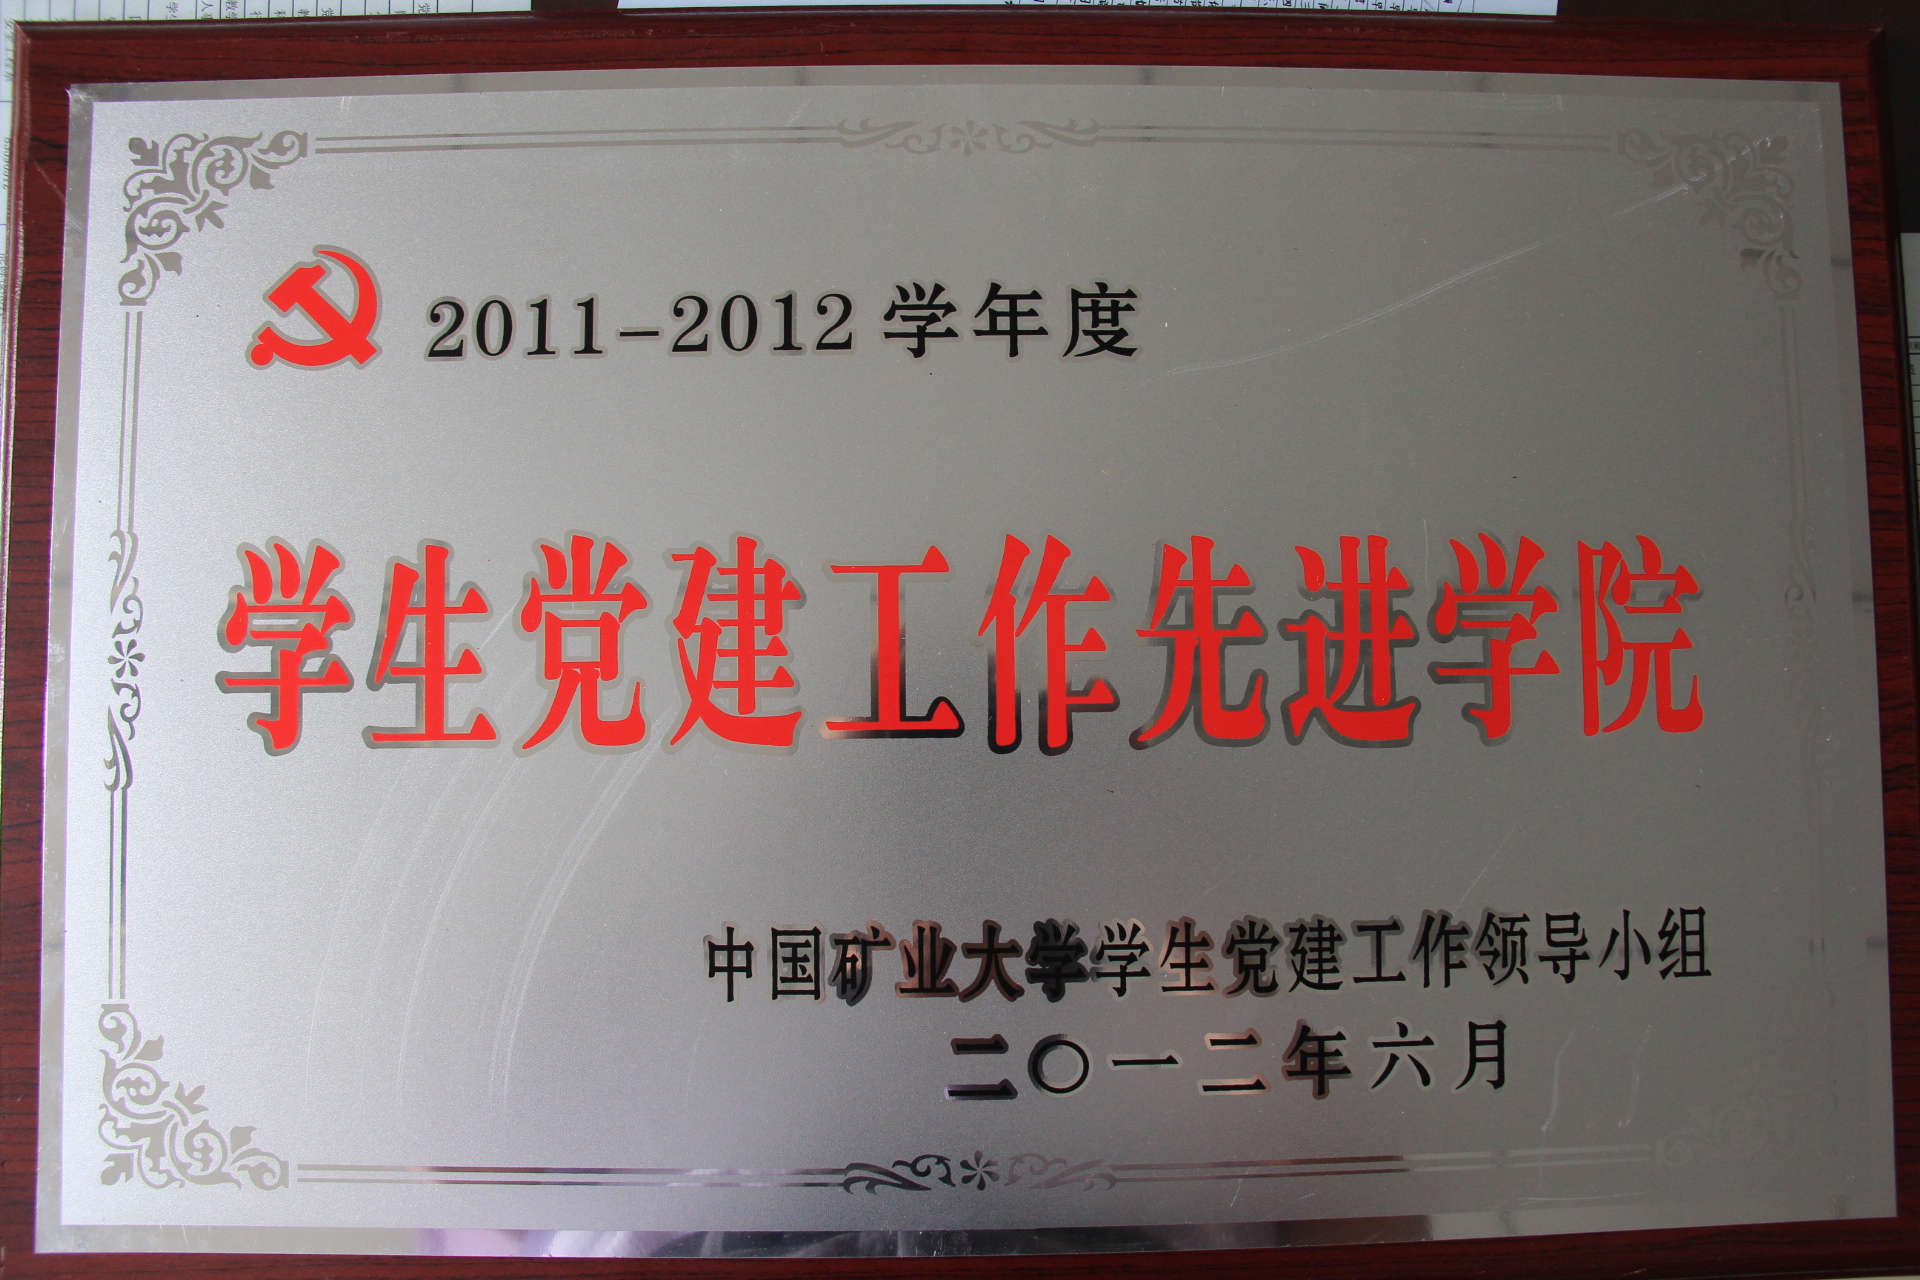 2011-2012学年度
学生党建工作先进学院
中国矿业大学学生党建工作领导小组
二〇一二年六月